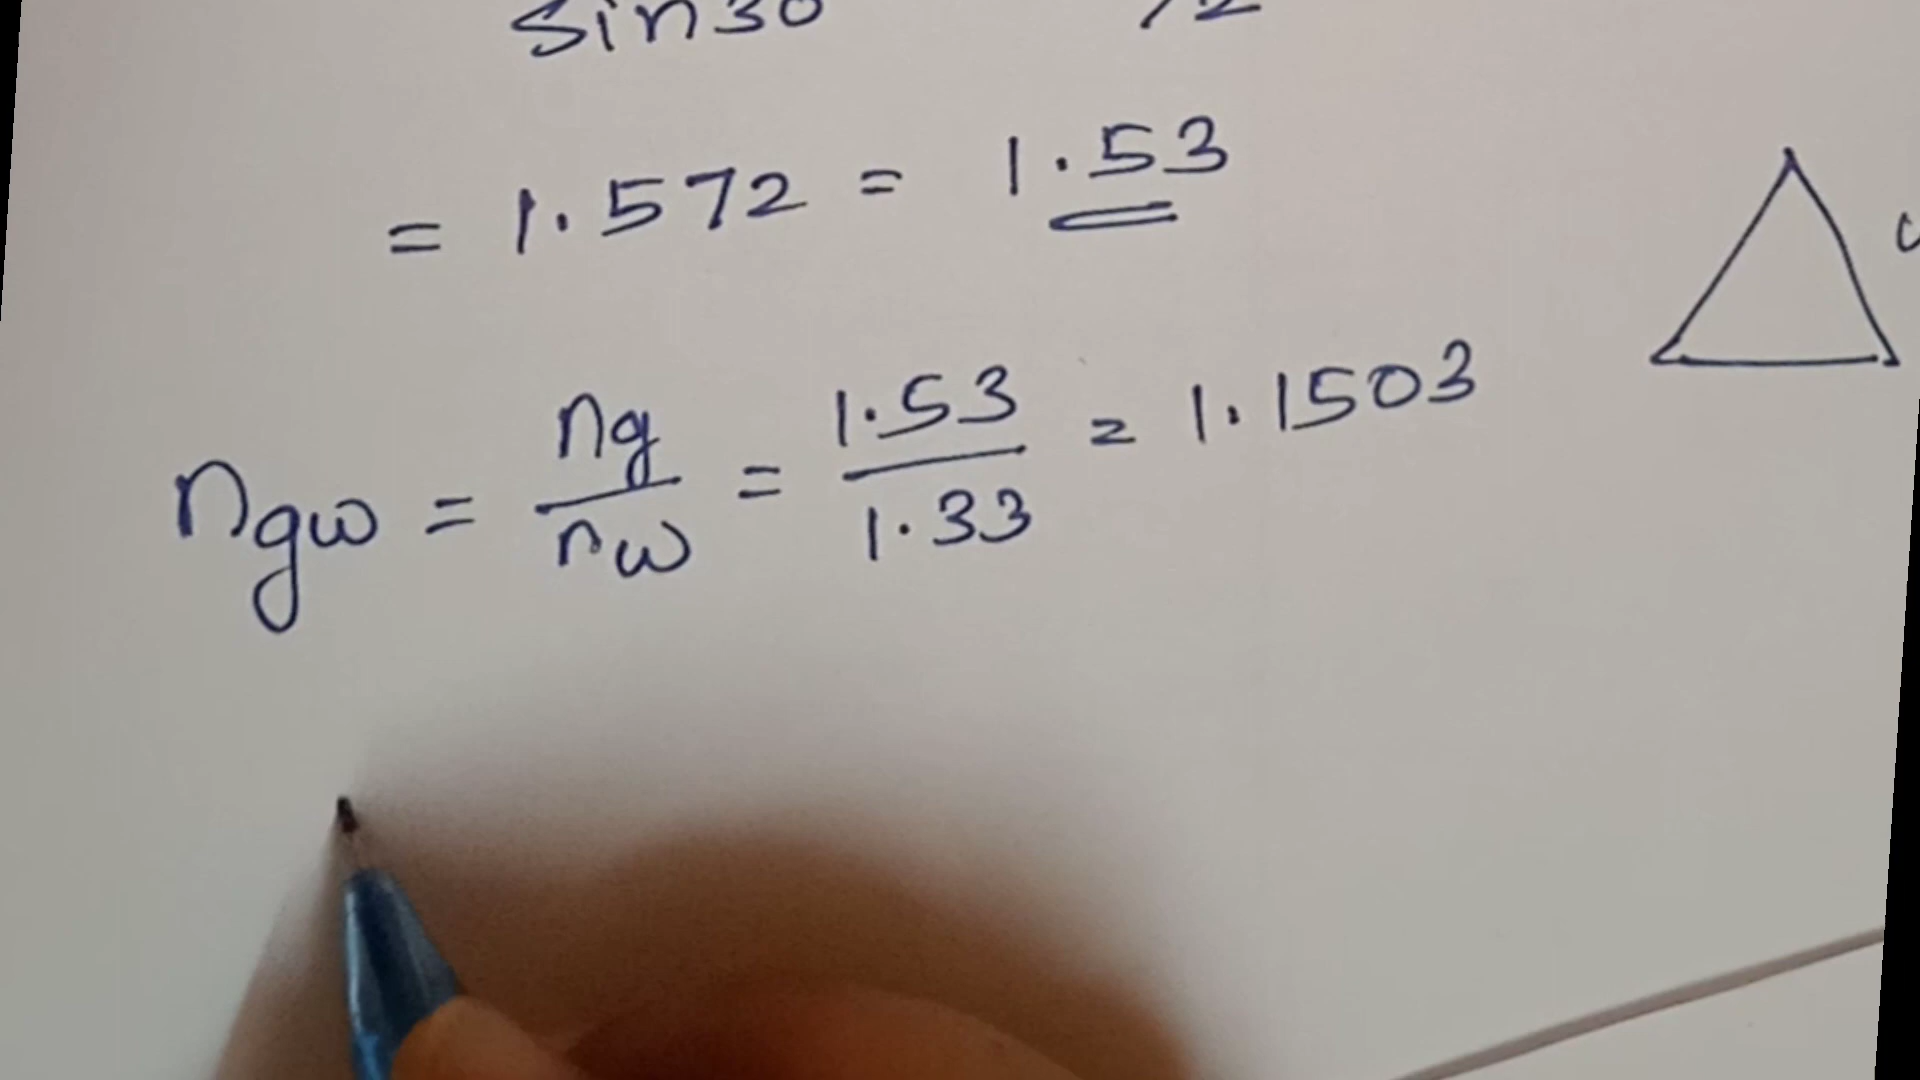 sin30
= 1.572 = 1.53
ngw = ng/nw = 1.53/1.33 = 1.1503